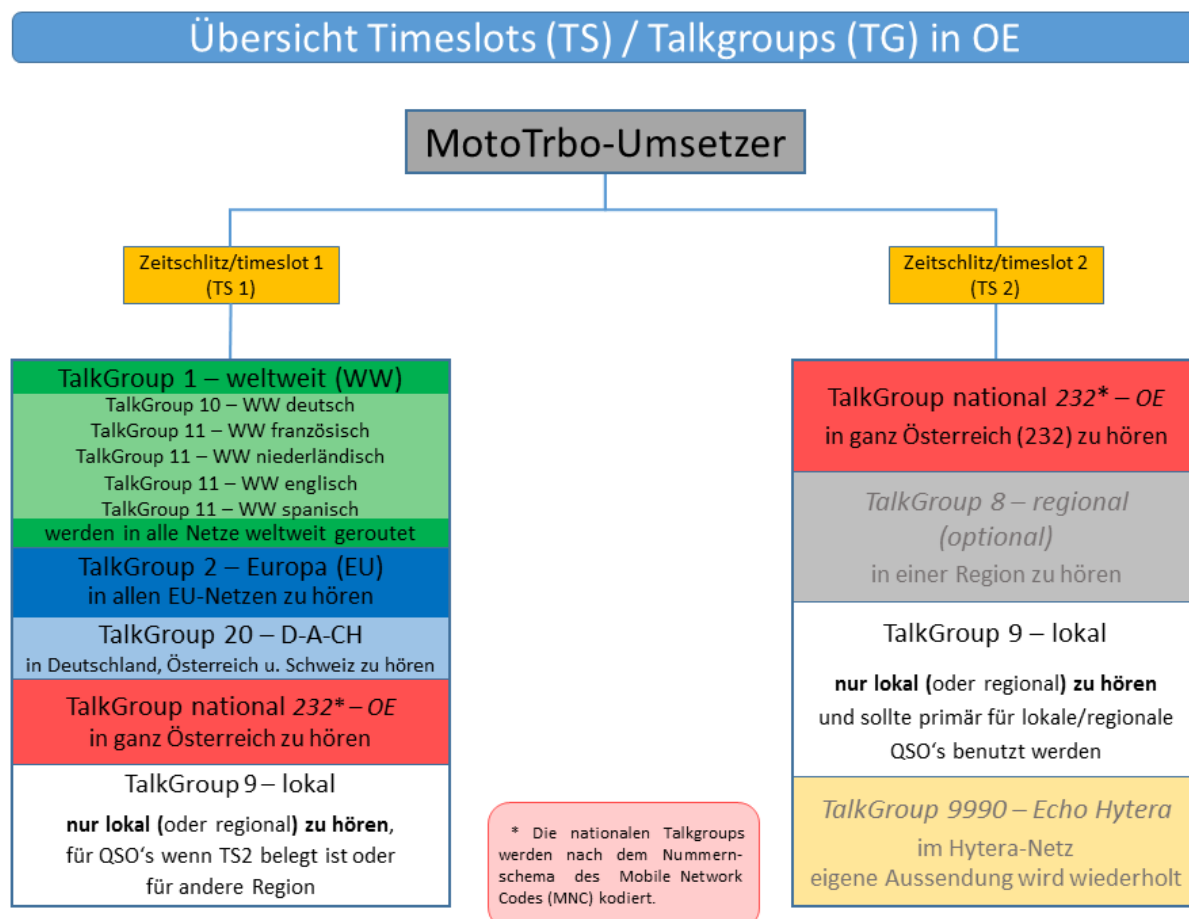 Übersicht Timeslots (TS) / Talkgroups (TG) in OE
MotoTrbo-Umsetzer
Zeitschlitz/timeslot 1
(TS 1)
Zeitschlitz/timeslot 2
(TS 2)
TalkGroup 1 – weltweit (WW)
TalkGroup 10 – WW deutsch
TalkGroup 11 – WW französisch
TalkGroup 11 – WW niederländisch
TalkGroup 11 – WW englisch
TalkGroup 11 – WW spanisch
werden in alle Netze weltweit geroutet
TalkGroup 2 – Europa (EU)
in allen EU-Netzen zu hören
TalkGroup 20 – D-A-CH
in Deutschland, Österreich u. Schweiz zu hören
TalkGroup national 232* – OE
in ganz Österreich zu hören
TalkGroup 9 – lokal
nur lokal (oder regional) zu hören,
für QSO‘s wenn TS2 belegt ist oder
für andere Region
TalkGroup national 232* – OE
in ganz Österreich (232) zu hören
TalkGroup 8 – regional
(optional)
in einer Region zu hören
TalkGroup 9 – lokal
nur lokal (oder regional) zu hören
und sollte primär für lokale/regionale
QSO‘s benutzt werden
TalkGroup 9990 – Echo Hytera
im Hytera-Netz
eigene Aussendung wird wiederholt
* Die nationalen Talkgroups
werden nach dem Nummern-
schema des Mobile Network
Codes (MNC) kodiert.